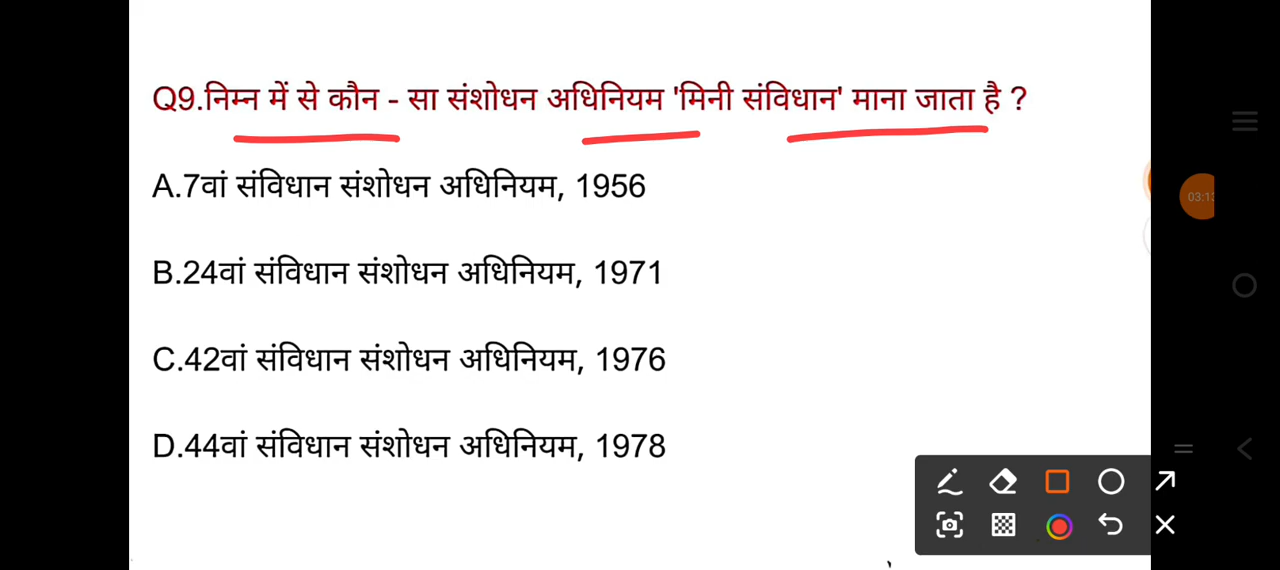 Q9.निम्न में से कौन - सा संशोधन अधिनियम 'मिनी संविधान' माना जाता है ?
A.7वां संविधान संशोधन अधिनियम, 1956
B.24वां संविधान संशोधन अधिनियम, 1971
C.42वां संविधान संशोधन अधिनियम, 1976
D.44वां संविधान संशोधन अधिनियम, 1978